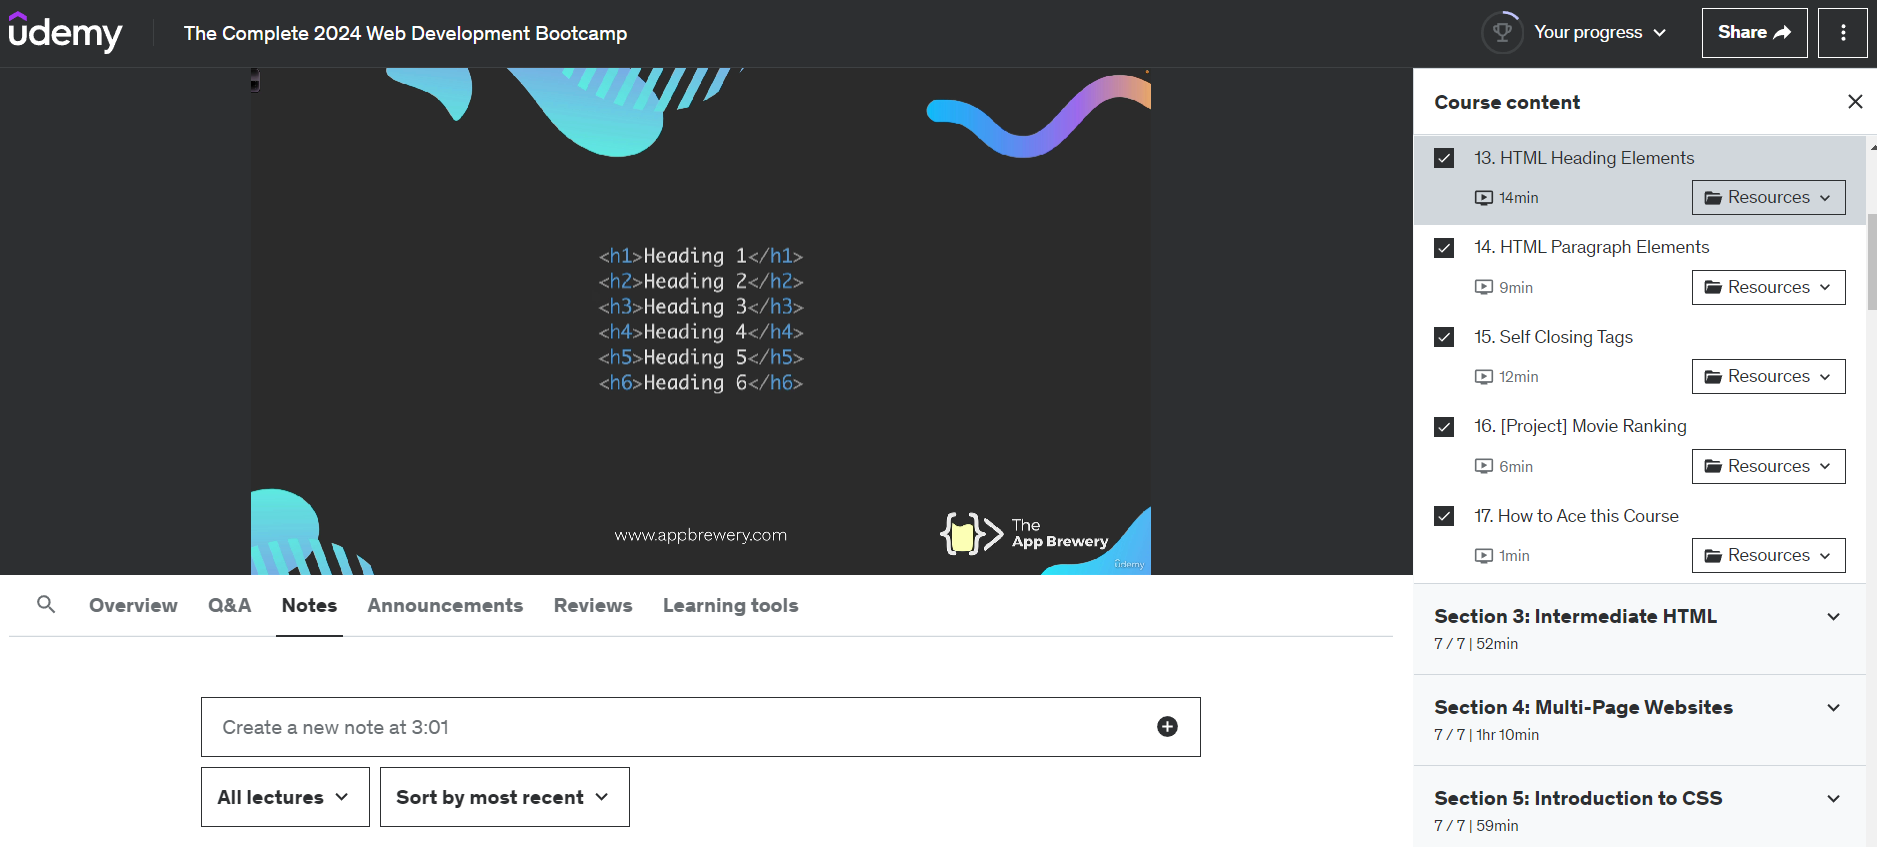 udemy
The Complete 2024 Web Development Bootcamp
Your progress
Share
<h1>Heading 1</h1>
<h2>Heading 2</h2>
<h3>Heading 3</h3>
<h4>Heading 4</h4>
<h5>Heading 5</h5>
<h6>Heading 6</h6>
www.appbrewery.com
The
App Brewery
udemy
Overview
Q&A
Notes
Announcements
Reviews
Learning tools
Create a new note at 3:01
All lectures
Sort by most recent
Course content
13. HTML Heading Elements
14min
Resources
14. HTML Paragraph Elements
9min
Resources
15. Self Closing Tags
12min
Resources
16. [Project] Movie Ranking
6min
Resources
17. How to Ace this Course
1min
Resources
Section 3: Intermediate HTML
7 / 7 | 52min
Section 4: Multi-Page Websites
7 / 7 | 1hr 10min
Section 5: Introduction to CSS
7 / 7 | 59min